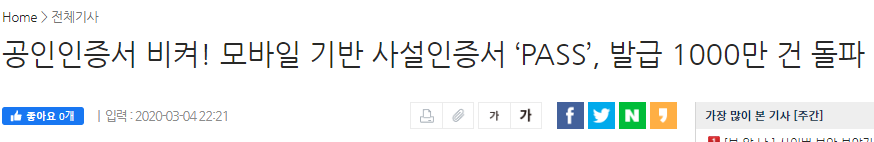 Home > 전체기사
공인인증서 비켜! 모바일 기반 사설인증서 ‘PASS’, 발급 1000만 건 돌파
좋아요 0개 | 입력 : 2020-03-04 22:21
가 가 f N
가장 많이 본 기사 [주간]
1